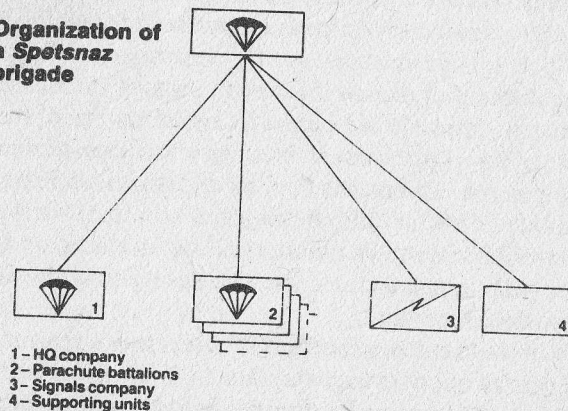 Organization of
a Spetsnaz
brigade
1
2
3
4
1 – HQ company
2 – Parachute battalions
3 – Signals company
4 – Supporting units